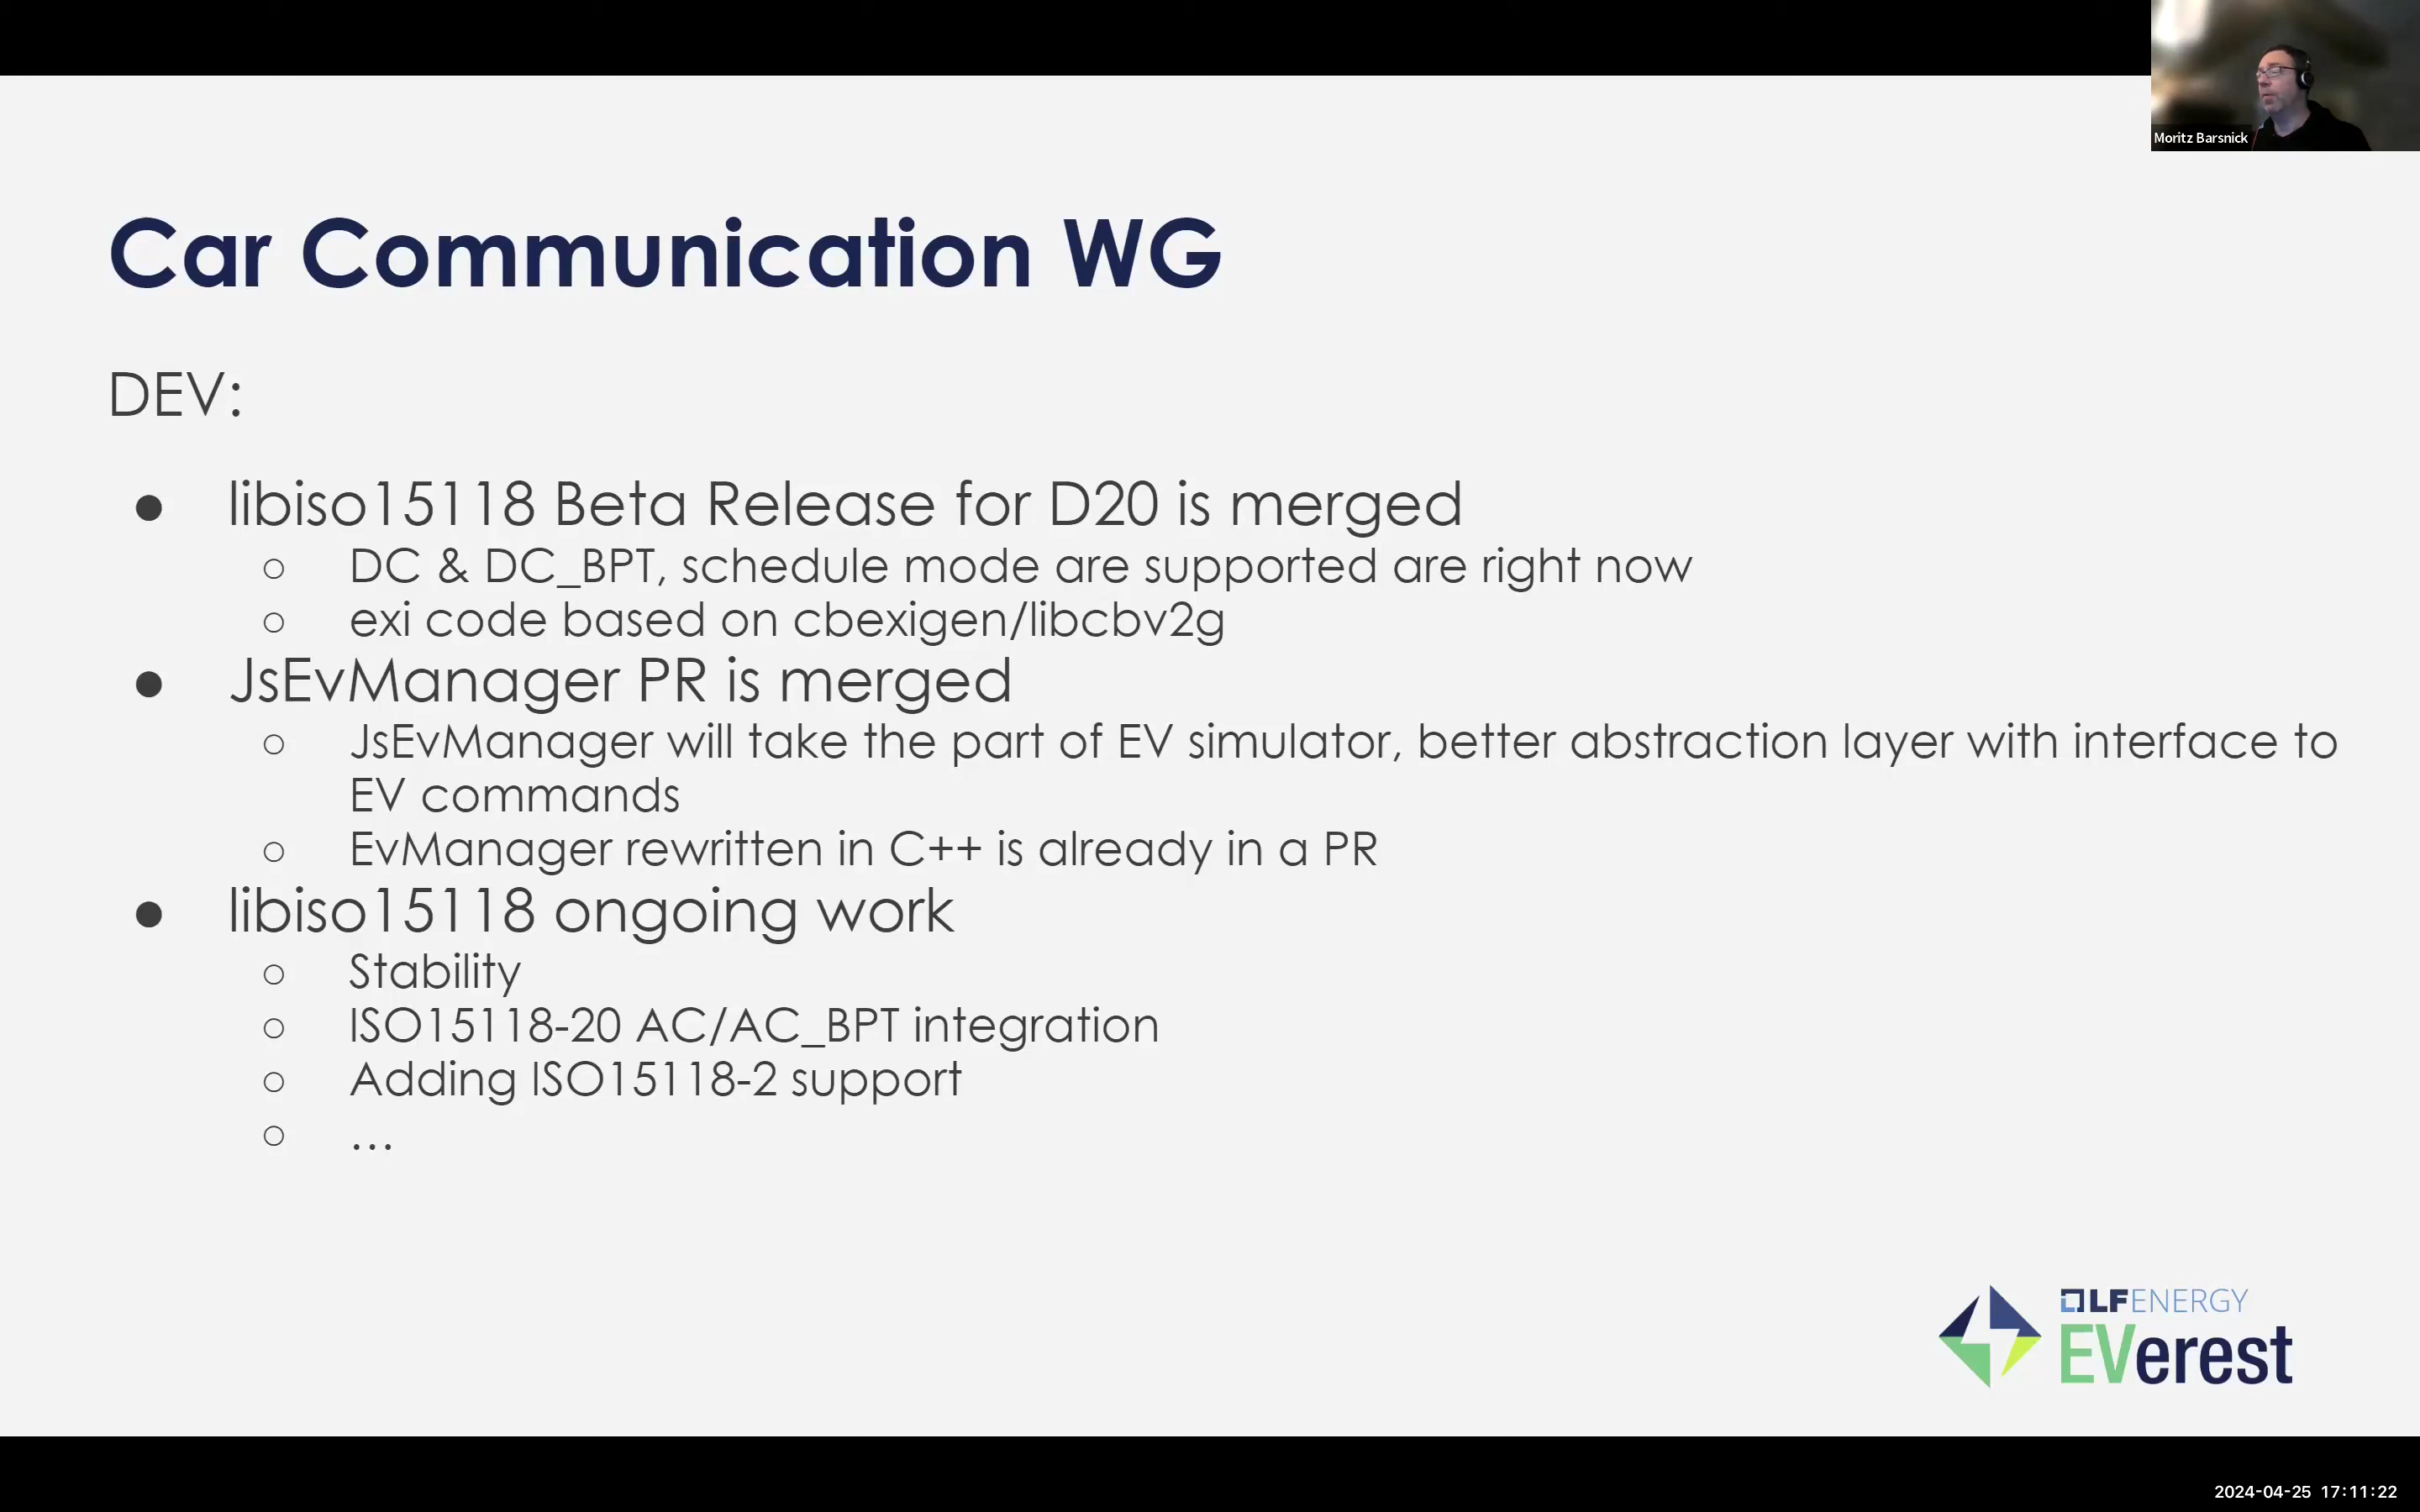 Moritz Barsnick
Car Communication WG
DEV:
● libiso15118 Beta Release for D20 is merged
○ DC & DC_BPT, schedule mode are supported are right now
○ exi code based on cbexigen/libcbv2g
● JsEvManager PR is merged
○ JsEvManager will take the part of EV simulator, better abstraction layer with interface to
EV commands
○ EvManager rewritten in C++ is already in a PR
● libiso15118 ongoing work
○ Stability
○ ISO15118-20 AC/AC_BPT integration
○ Adding ISO15118-2 support
○ …
LFENERGY
EVerest
2024-04-25 17:11:22